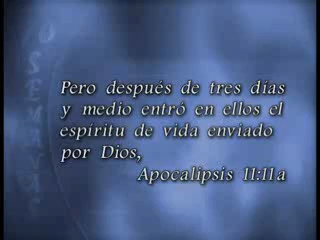 Pero después de tres días
y medio entró en ellos el
espíritu de vida enviado
por Dios,
Apocalipsis 11:11a